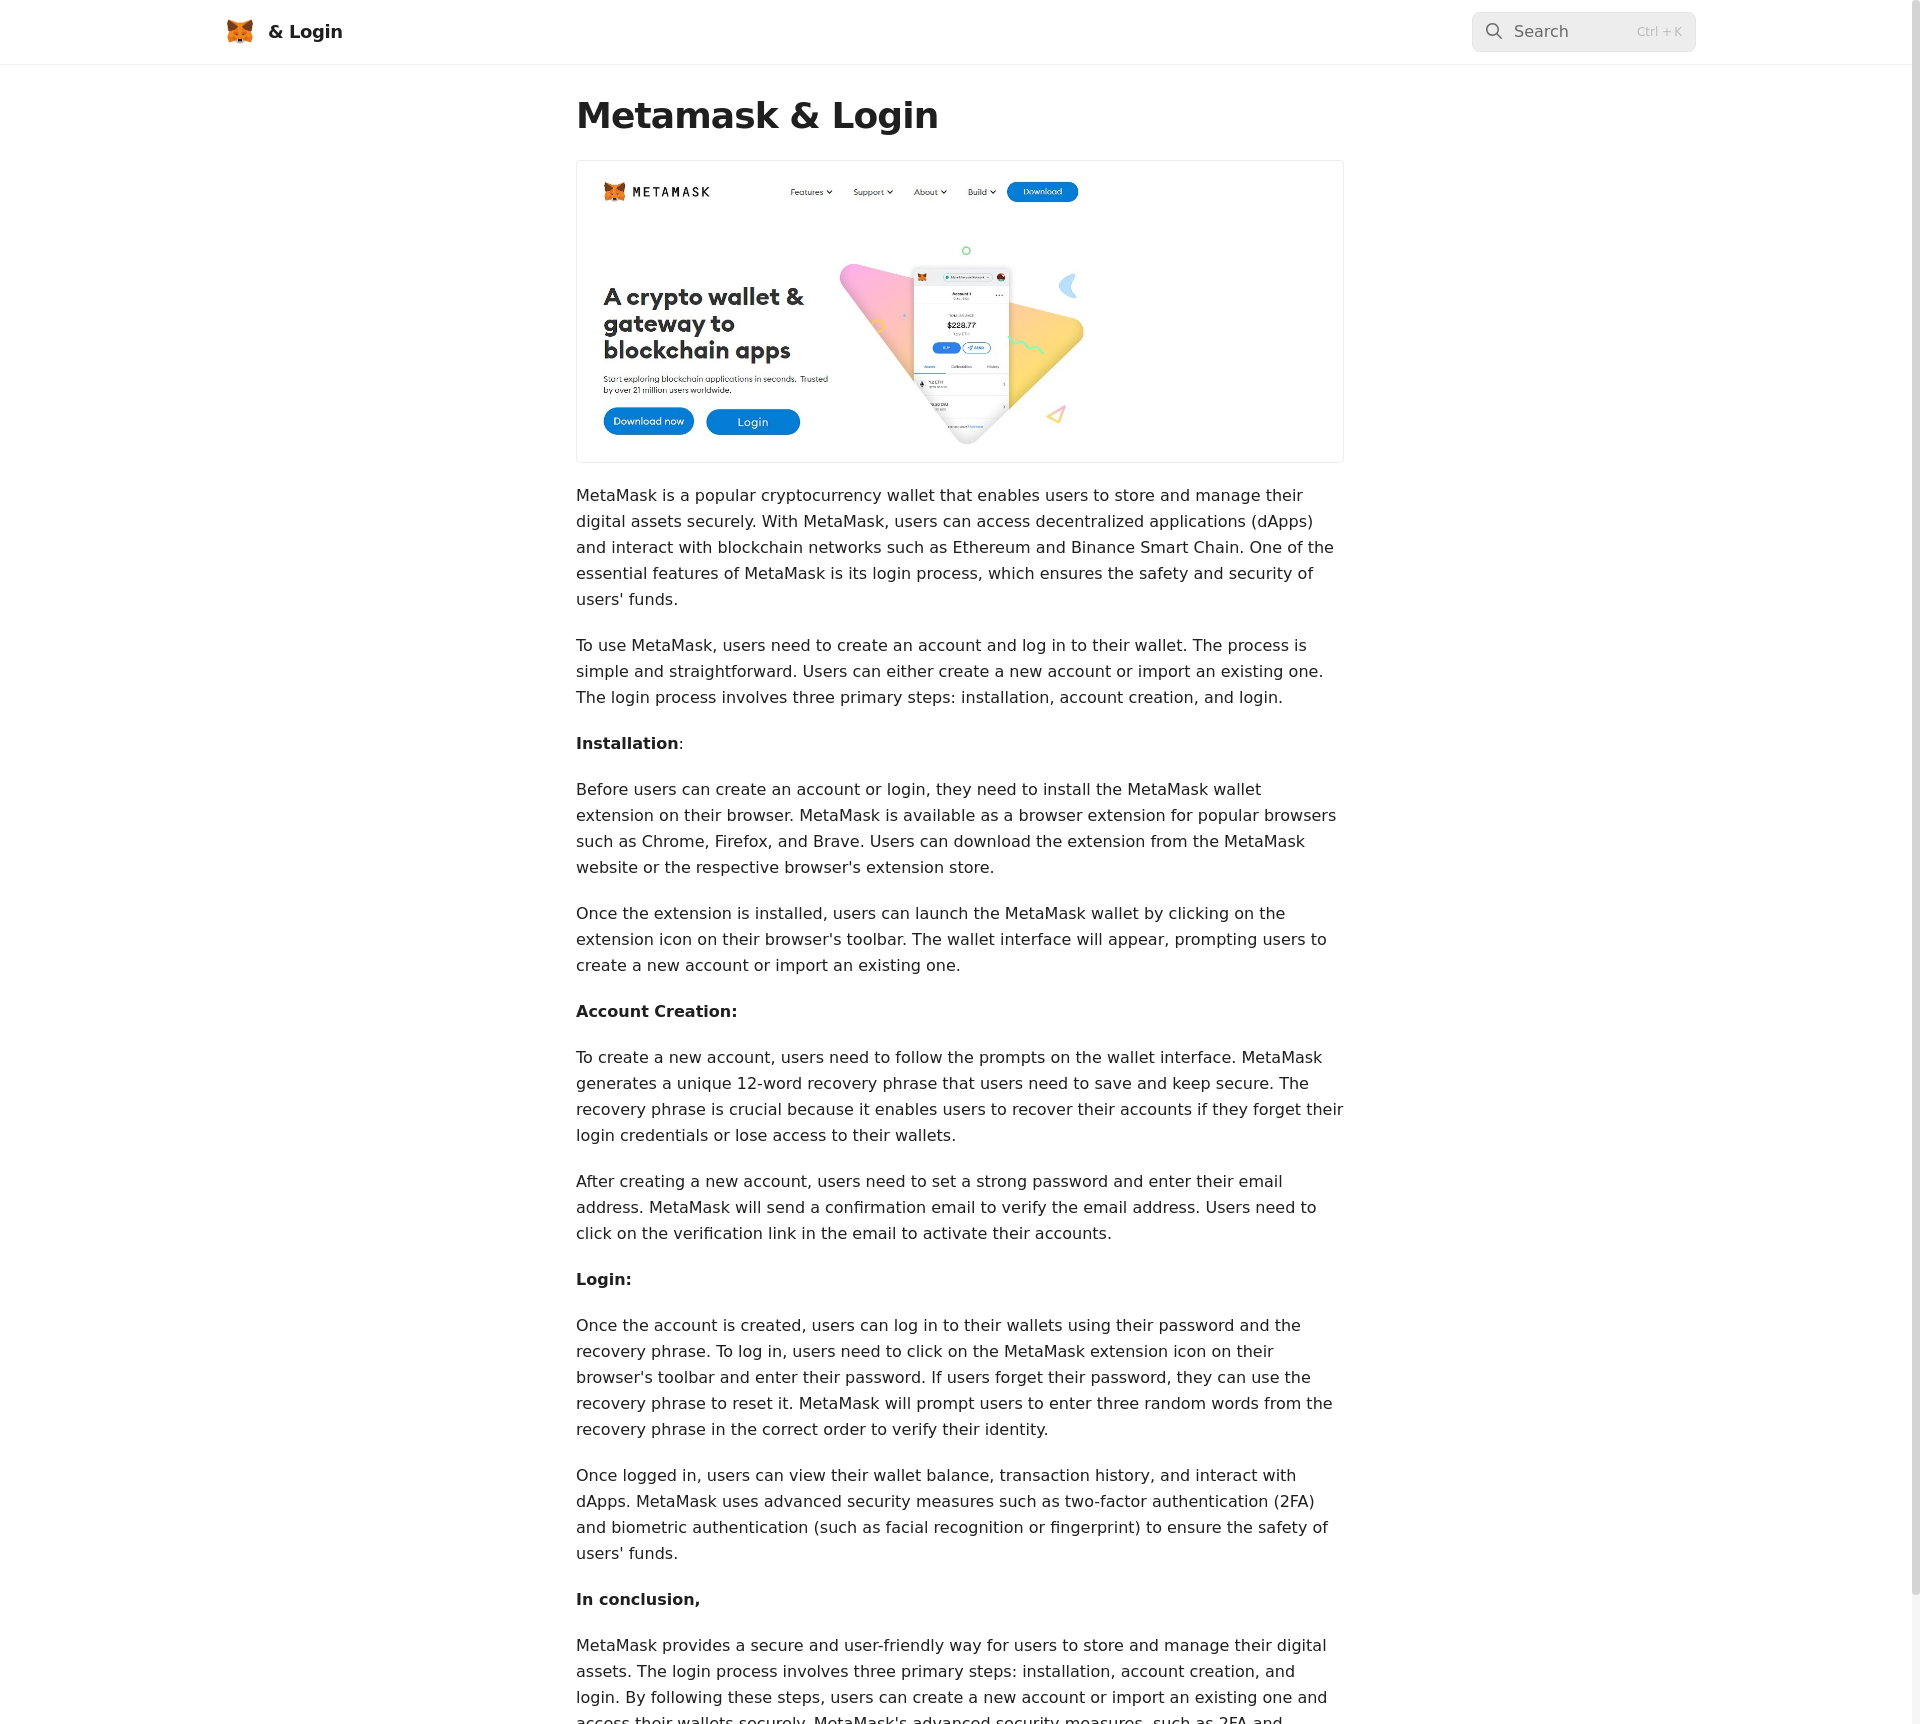 & Login
Search
Ctrl + K
Metamask & Login
METAMASK
Features
Support
About
Build
Download
A crypto wallet &
gateway to
blockchain apps
Start exploring blockchain applications in seconds. Trusted
by over 21 million users worldwide.
Download now
Login
Account 1
$228.77
SEND
MetaMask is a popular cryptocurrency wallet that enables users to store and manage their
digital assets securely. With MetaMask, users can access decentralized applications (dApps)
and interact with blockchain networks such as Ethereum and Binance Smart Chain. One of the
essential features of MetaMask is its login process, which ensures the safety and security of
users' funds.
To use MetaMask, users need to create an account and log in to their wallet. The process is
simple and straightforward. Users can either create a new account or import an existing one.
The login process involves three primary steps: installation, account creation, and login.
Installation:
Before users can create an account or login, they need to install the MetaMask wallet
extension on their browser. MetaMask is available as a browser extension for popular browsers
such as Chrome, Firefox, and Brave. Users can download the extension from the MetaMask
website or the respective browser's extension store.
Once the extension is installed, users can launch the MetaMask wallet by clicking on the
extension icon on their browser's toolbar. The wallet interface will appear, prompting users to
create a new account or import an existing one.
Account Creation:
To create a new account, users need to follow the prompts on the wallet interface. MetaMask
generates a unique 12-word recovery phrase that users need to save and keep secure. The
recovery phrase is crucial because it enables users to recover their accounts if they forget their
login credentials or lose access to their wallets.
After creating a new account, users need to set a strong password and enter their email
address. MetaMask will send a confirmation email to verify the email address. Users need to
click on the verification link in the email to activate their accounts.
Login:
Once the account is created, users can log in to their wallets using their password and the
recovery phrase. To log in, users need to click on the MetaMask extension icon on their
browser's toolbar and enter their password. If users forget their password, they can use the
recovery phrase to reset it. MetaMask will prompt users to enter three random words from the
recovery phrase in the correct order to verify their identity.
Once logged in, users can view their wallet balance, transaction history, and interact with
dApps. MetaMask uses advanced security measures such as two-factor authentication (2FA)
and biometric authentication (such as facial recognition or fingerprint) to ensure the safety of
users' funds.
In conclusion,
MetaMask provides a secure and user-friendly way for users to store and manage their digital
assets. The login process involves three primary steps: installation, account creation, and
login. By following these steps, users can create a new account or import an existing one and
access their wallets securely. MetaMask's advanced security measures, such as 2FA and